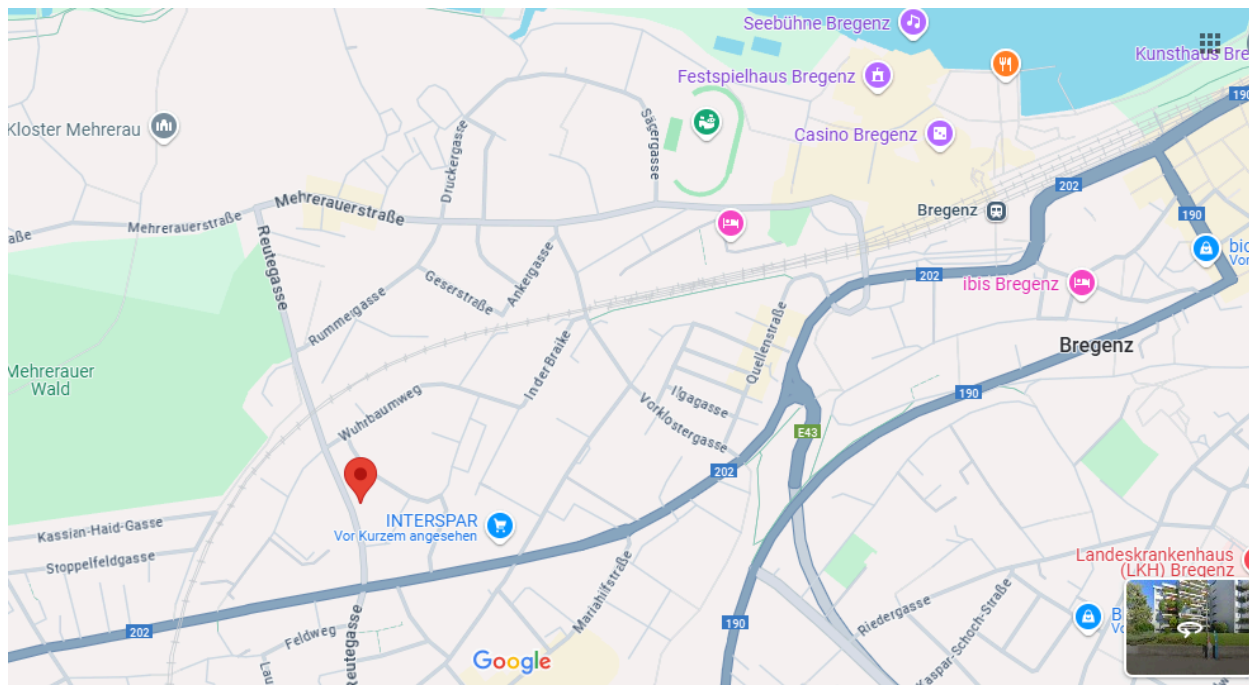 Seebühne Bregenz
Kunsthaus Bre
Festspielhaus Bregenz
190
Kloster Mehrerau
Casino Bregenz
Sägergasse
Druckergasse
202
Mehrerauerstraße
Bregenz
190
Mehrerauerstraße
aße
Reutegasse
Ankergasse
bio
Vor
Geserstraße
202
ibis Bregenz
Rummergasse
Quellenstraße
Bregenz
In der Braike
Mehrerauer
Wald
190
Ilgagasse
Wuhrbaumweg
Vorklostergasse
E43
202
INTERSPAR
Vor Kurzem angesehen
Kassian-Haid-Gasse
Stoppelfeldgasse
Landeskrankenhaus
(LKH) Bregenz
Mariahilfstraße
Riedergasse
Kaspar-Schoch-Straße
B
Vo
190
202
Feldweg
Reutegasse
Lau
Google